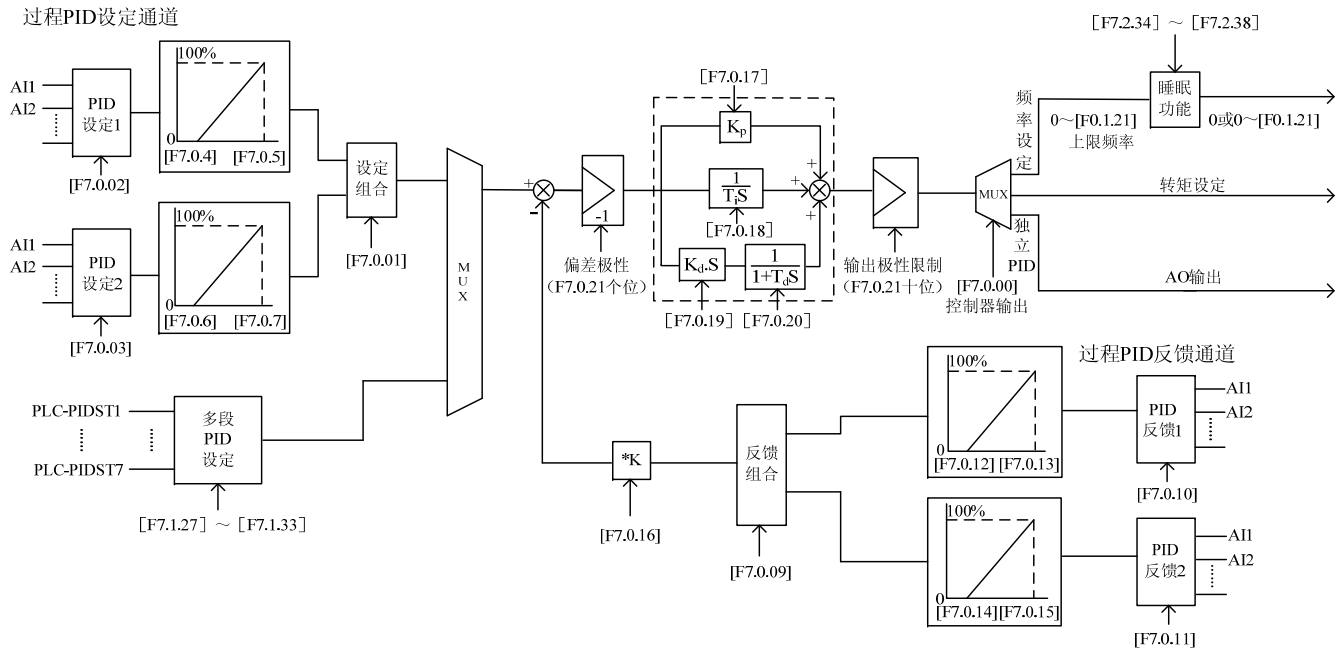 过程PID设定通道
AI1
AI2
PID
设定1
[F7.0.02]
100%
0
[F7.0.4]
[F7.0.5]
AI1
AI2
PID
设定2
[F7.0.03]
100%
0
[F7.0.6]
[F7.0.7]
设定
组合
[F7.0.01]
PLC-PIDST1
PLC-PIDST7
多段
PID
设定
[F7.1.27] ～ [F7.1.33]
MUX
+
-
-1
偏差极性
（F7.0.21个位）
[F7.0.17]
Kp
1
TiS
[F7.0.18]
Kd.S
1
1+TdS
[F7.0.19]
[F7.0.20]
+
+
+
输出极性限制
（F7.0.21十位）
MUX
[F7.0.00]
控制器输出
频率设定
0～[F0.1.21]
上限频率
[F7.2.34] ～ [F7.2.38]
睡眠
功能
0或0～[F0.1.21]
转矩设定
独立
PID
AO输出
*K
[F7.0.16]
反馈
组合
[F7.0.09]
过程PID反馈通道
100%
0
[F7.0.12]
[F7.0.13]
PID
反馈1
AI1
AI2
[F7.0.10]
100%
0
[F7.0.14]
[F7.0.15]
PID
反馈2
AI1
AI2
[F7.0.11]